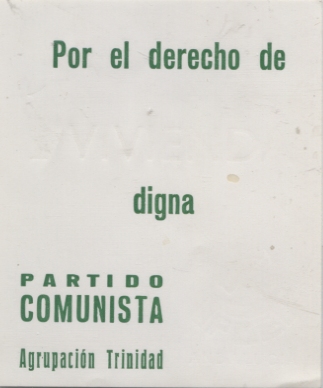 Por el derecho de
digna
PARTIDO
COMUNISTA
Agrupación Trinidad